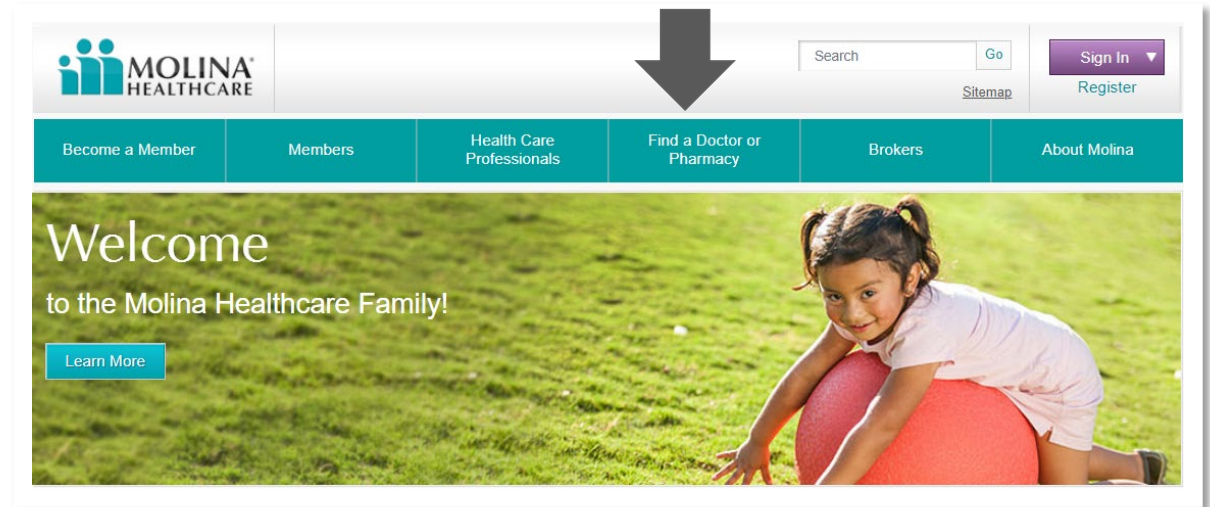 MOLINA®
HEALTHCARE
Search
Go
Sitemap
Sign In ▼
Register
Become a Member
Members
Health Care
Professionals
Find a Doctor or
Pharmacy
Brokers
About Molina
Welcome
to the Molina Healthcare Family!
Learn More